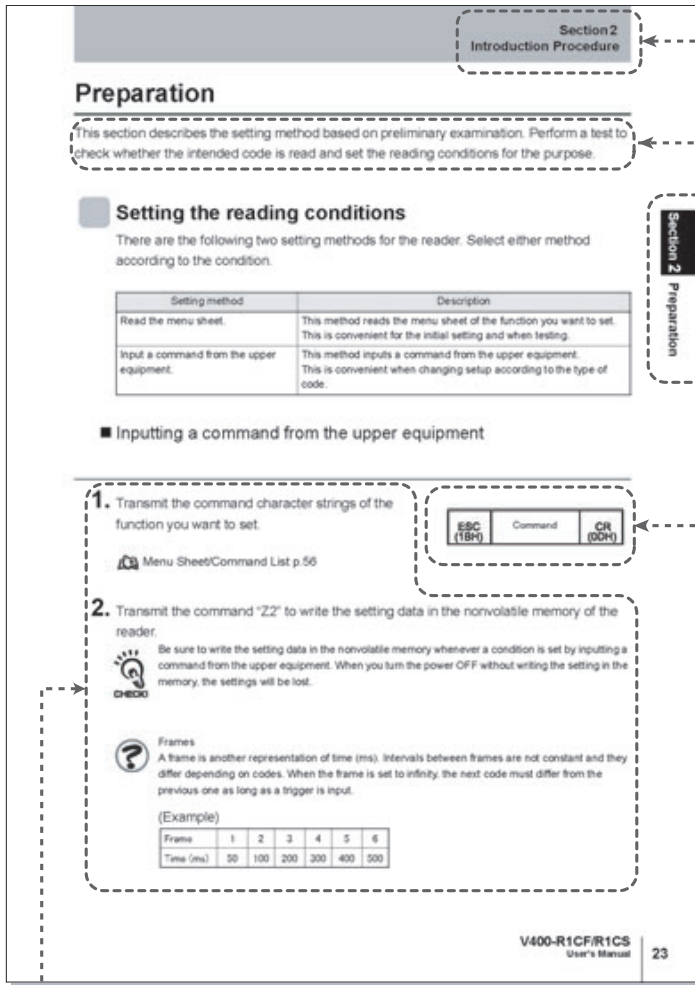 Section 2
Introduction Procedure
Preparation
This section describes the setting method based on preliminary examination. Perform a test to
check whether the intended code is read and set the reading conditions for the purpose.
Setting the reading conditions
There are the following two setting methods for the reader. Select either method
according to the condition.
Setting method Description
Read the menu sheet. This method reads the menu sheet of the function you want to set.
This is convenient for the initial setting and when testing.
Input a command from the upper This method inputs a command from the upper equipment.
equipment. This is convenient when changing setup according to the type of
code.
Section 2 Preparation
■ Inputting a command from the upper equipment
1. Transmit the command character strings of the
function you want to set.
Menu Sheet/Command List p.56
ESC Command CR
(1BH) (0DH)
2. Transmit the command "Z2" to write the setting data in the nonvolatile memory of the
reader.
Be sure to write the setting data in the nonvolatile memory whenever a condition is set by inputting a
command from the upper equipment. When you turn the power OFF without writing the setting in the
memory, the settings will be lost.
CHECK!
Frames
A frame is another representation of time (ms). Intervals between frames are not constant and they
differ depending on codes. When the frame is set to infinity, the next code must differ from the
previous one as long as a trigger is input.
(Example)
Frame 1 2 3 4 5 6
Time (ms) 50 100 200 300 400 500
V400-R1CF/R1CS
User's Manual
23